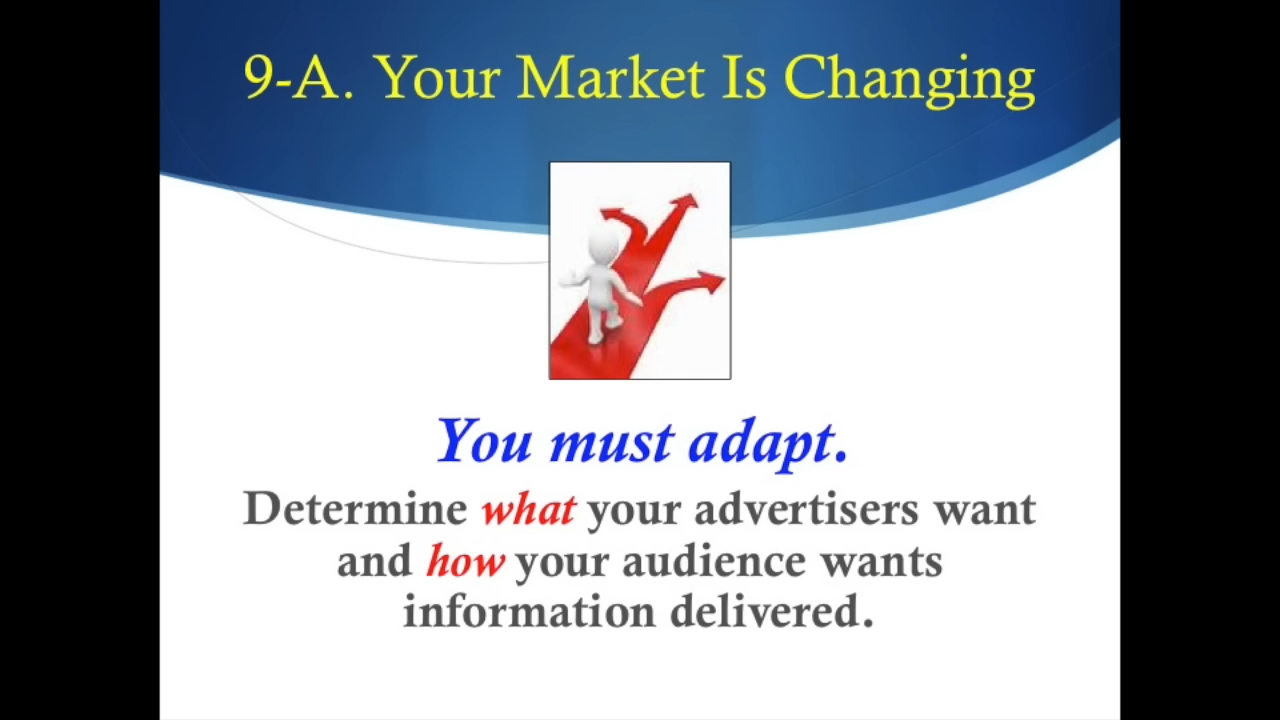 9-A. Your Market Is Changing
You must adapt.
Determine what your advertisers want
and how your audience wants
information delivered.